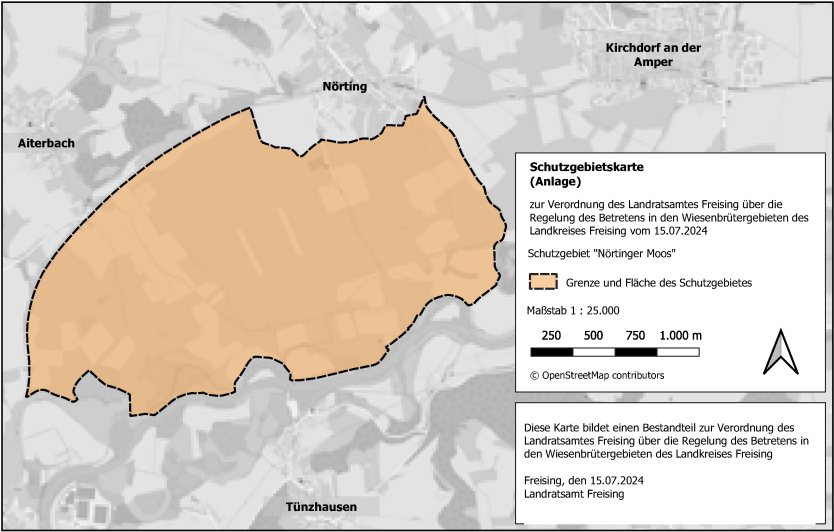 Kirchdorf an der
Amper
Nörting
Aiterbach
Tünzhausen
Schutzgebietskarte
(Anlage)
zur Verordnung des Landratsamtes Freising über die
Regelung des Betretens in den Wiesenbrütergebieten des
Landkreises Freising vom 15.07.2024
Schutzgebiet "Nörtinger Moos"
Grenze und Fläche des Schutzgebietes
Maßstab 1 : 25.000
250 500 750 1.000 m
© OpenStreetMap contributors
Diese Karte bildet einen Bestandteil zur Verordnung des
Landratsamtes Freising über die Regelung des Betretens in
den Wiesenbrütergebieten des Landkreises Freising
Freising, den 15.07.2024
Landratsamt Freising